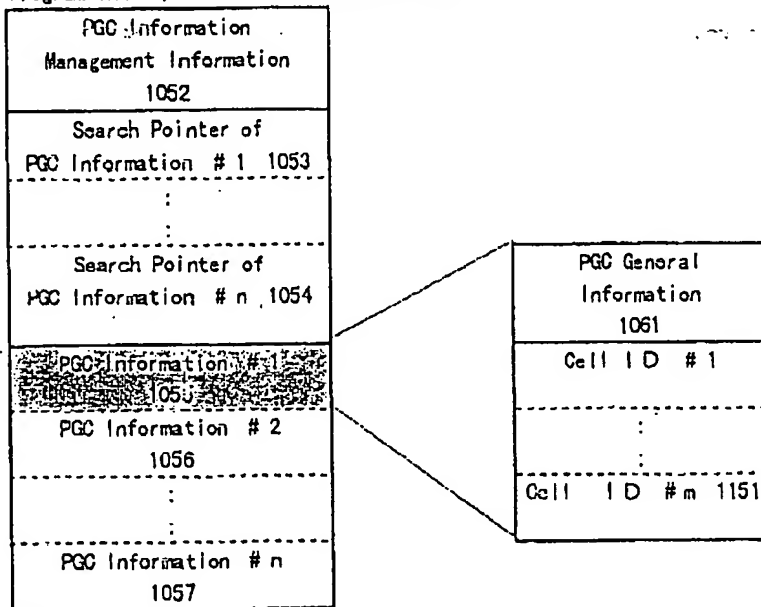 PGC Information
Management Information
1052
Search Pointer of
PGC Information # 1 1053
:
:
Search Pointer of
PGC Information # n 1054
PGC Information # 1
PGC Information # 2
1056
:
:
PGC Information # n
1057
PGC General
Information
1061
Cell ID # 1
:
:
Cell ID # m 1151